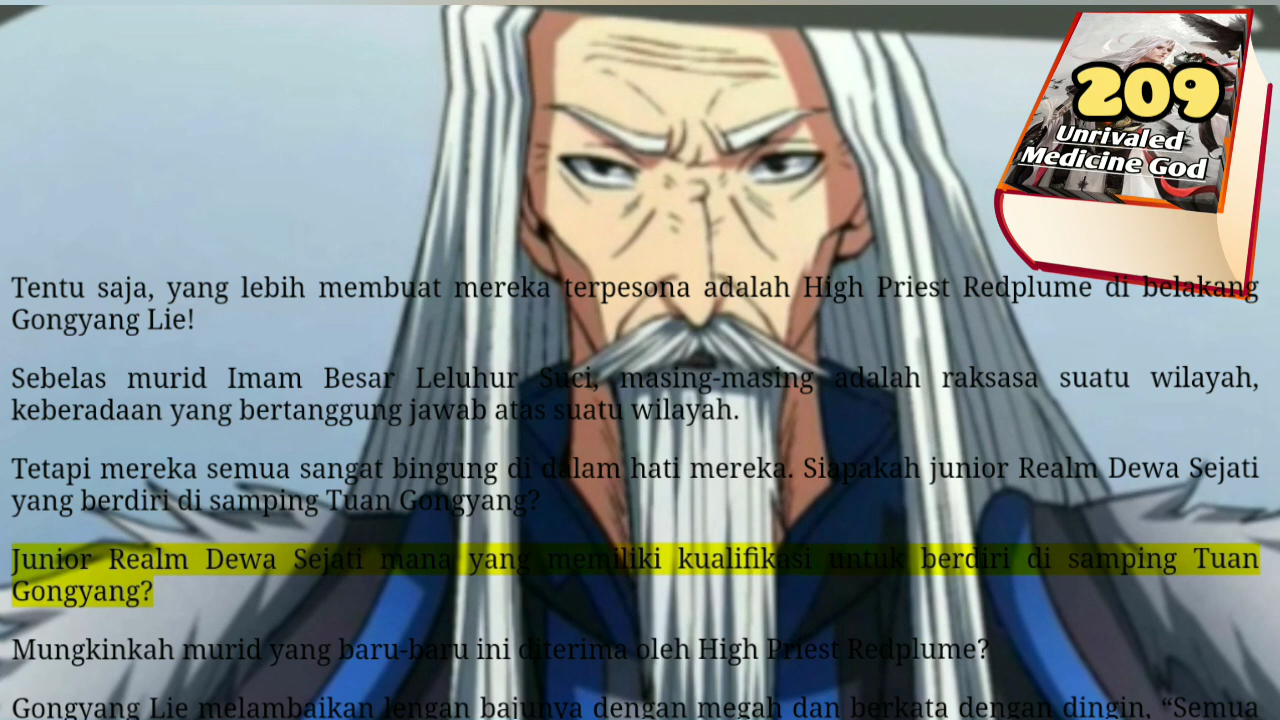 209
Unrivaled
Medicine God
Tentu saja, yang lebih membuat mereka terpesona adalah High Priest Redplume di belakang
Gongyang Lie!
Sebelas murid Imam Besar Leluhur Suci, masing-masing adalah raksasa suatu wilayah,
keberadaan yang bertanggung jawab atas suatu wilayah.
Tetapi mereka semua sangat bingung di dalam hati mereka. Siapakah junior Realm Dewa Sejati
yang berdiri di samping Tuan Gongyang?
Junior Realm Dewa Sejati mana yang memiliki kualifikasi untuk berdiri di samping Tuan
Gongyang?
Mungkinkah murid yang baru-baru ini diterima oleh High Priest Redplume?
Gongyang Lie melambaikan lengan bajunya dengan megah dan berkata dengan dingin, “Semua